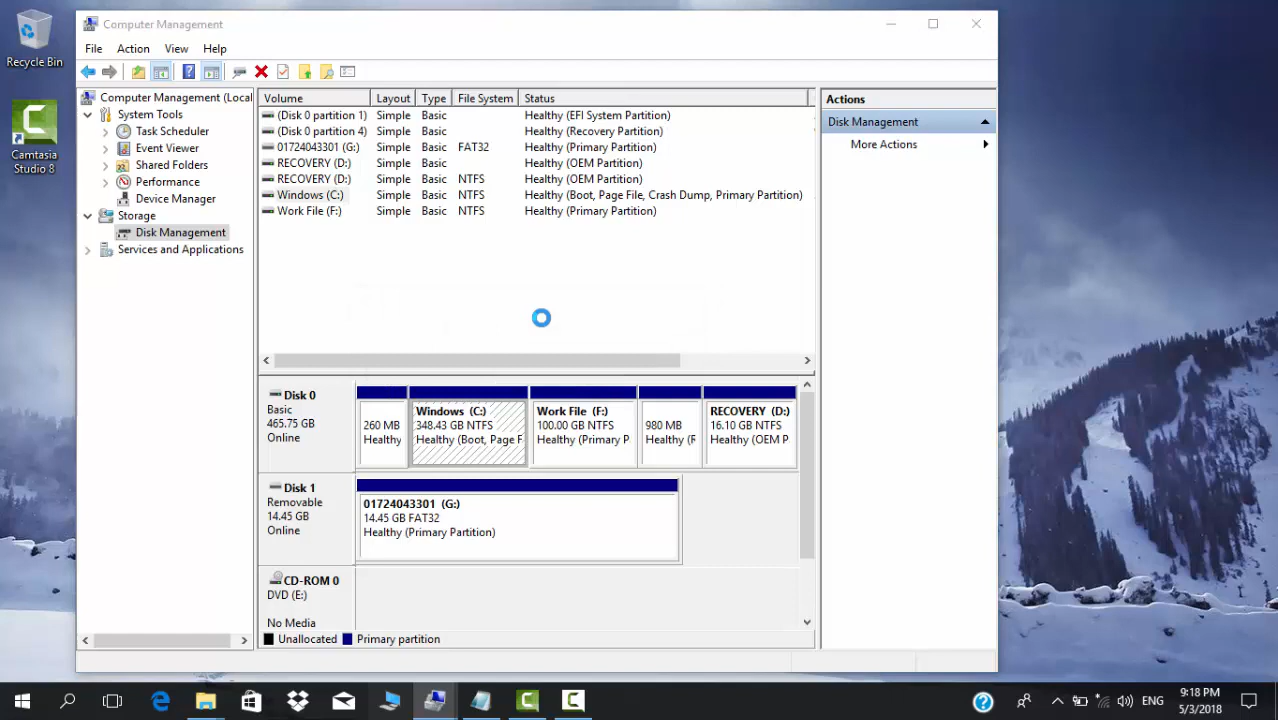 Recycle Bin
Camtasia
Studio 8
Computer Management
File Action View Help
Computer Management (Local
System Tools
Task Scheduler
Event Viewer
Shared Folders
Performance
Device Manager
Storage
Disk Management
Services and Applications
Volume Layout Type File System Status
(Disk 0 partition 1) Simple Basic Healthy (EFI System Partition)
(Disk 0 partition 4) Simple Basic Healthy (Recovery Partition)
01724043301 (G:) Simple Basic FAT32 Healthy (Primary Partition)
RECOVERY (D:) Simple Basic Healthy (OEM Partition)
RECOVERY (D:) Simple Basic NTFS Healthy (OEM Partition)
Windows (C:) Simple Basic NTFS Healthy (Boot, Page File, Crash Dump, Primary Partition)
Work File (F:) Simple Basic NTFS Healthy (Primary Partition)
Actions
Disk Management
More Actions
Disk 0
Basic
465.75 GB
Online
260 MB
Healthy
Windows (C:)
348.43 GB NTFS
Healthy (Boot, Page F
Work File (F:)
100.00 GB NTFS
Healthy (Primary P
980 MB
Healthy (F
RECOVERY (D:)
16.10 GB NTFS
Healthy (OEM P
Disk 1
Removable
14.45 GB
Online
01724043301 (G:)
14.45 GB FAT32
Healthy (Primary Partition)
CD-ROM 0
DVD (E:)
No Media
Unallocated Primary partition
ENG
9:18 PM
5/3/2018